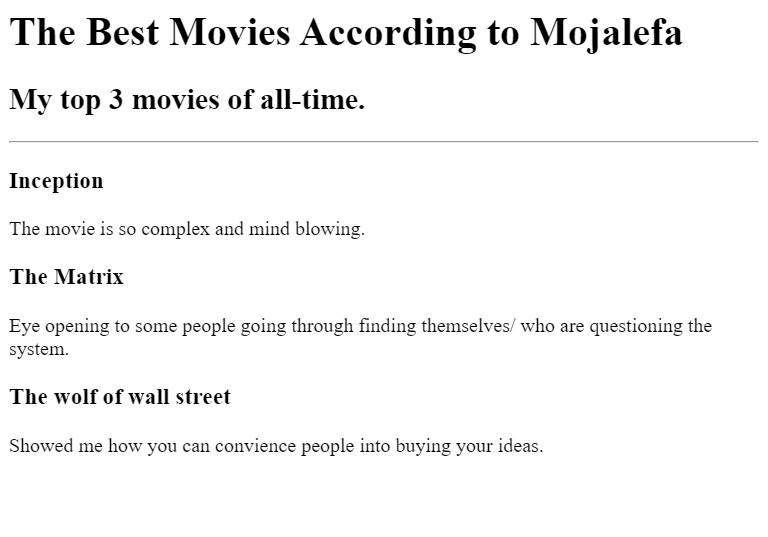 The Best Movies According to Mojalefa
My top 3 movies of all-time.
Inception
The movie is so complex and mind blowing.
The Matrix
Eye opening to some people going through finding themselves/ who are questioning the
system.
The wolf of wall street
Showed me how you can convience people into buying your ideas.